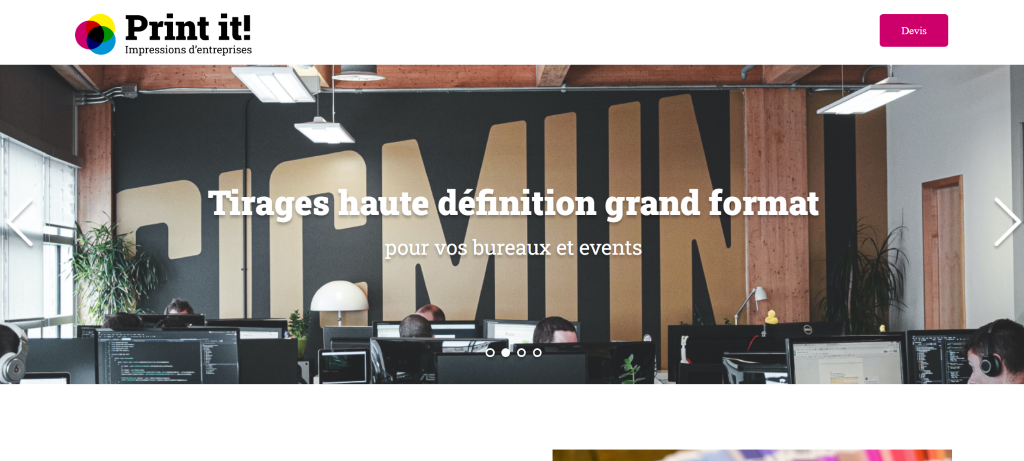 Print it!
Impressions d'entreprises
Devis
Tirages haute définition grand format
pour vos bureaux et events